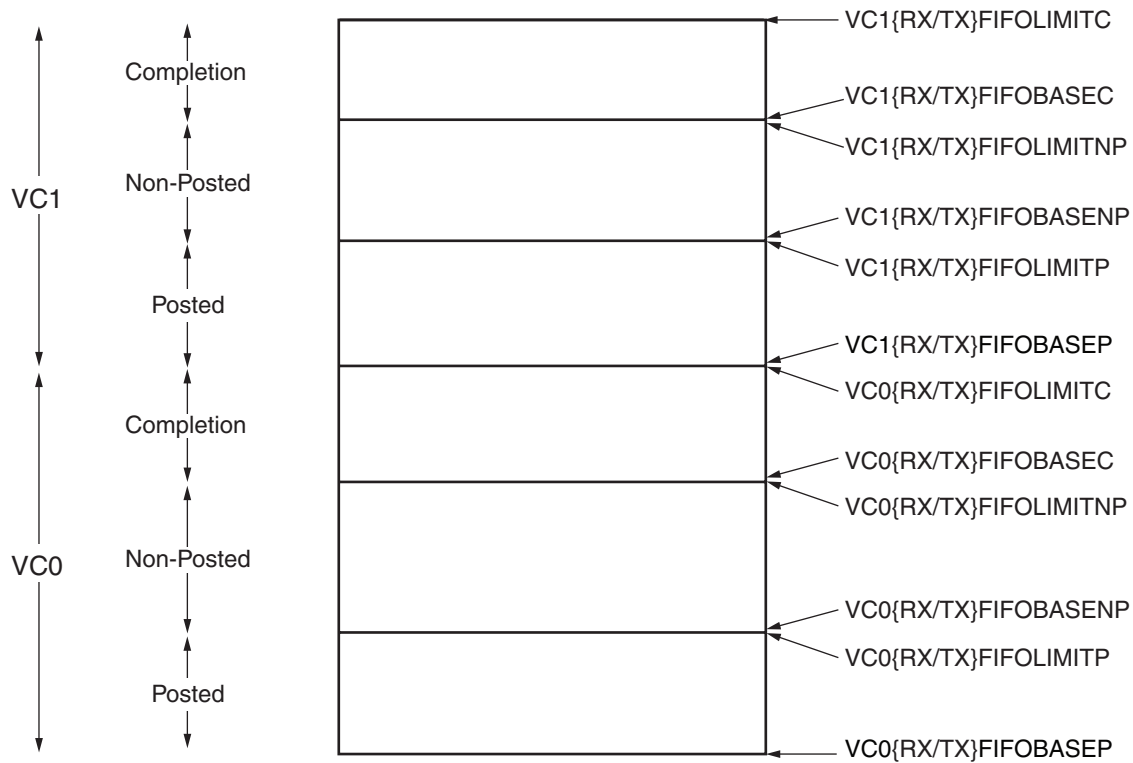 VC1{RX/TX}FIFOLIMITC
Completion
VC1{RX/TX}FIFOBASEC
VC1{RX/TX}FIFOLIMITNP
Non-Posted
VC1
VC1{RX/TX}FIFOBASENP
VC1{RX/TX}FIFOLIMITP
Posted
VC1{RX/TX}FIFOBASEP
VC0{RX/TX}FIFOLIMITC
Completion
VC0{RX/TX}FIFOBASEC
VC0{RX/TX}FIFOLIMITNP
Non-Posted
VC0
VC0{RX/TX}FIFOBASENP
VC0{RX/TX}FIFOLIMITP
Posted
VC0{RX/TX}FIFOBASEP